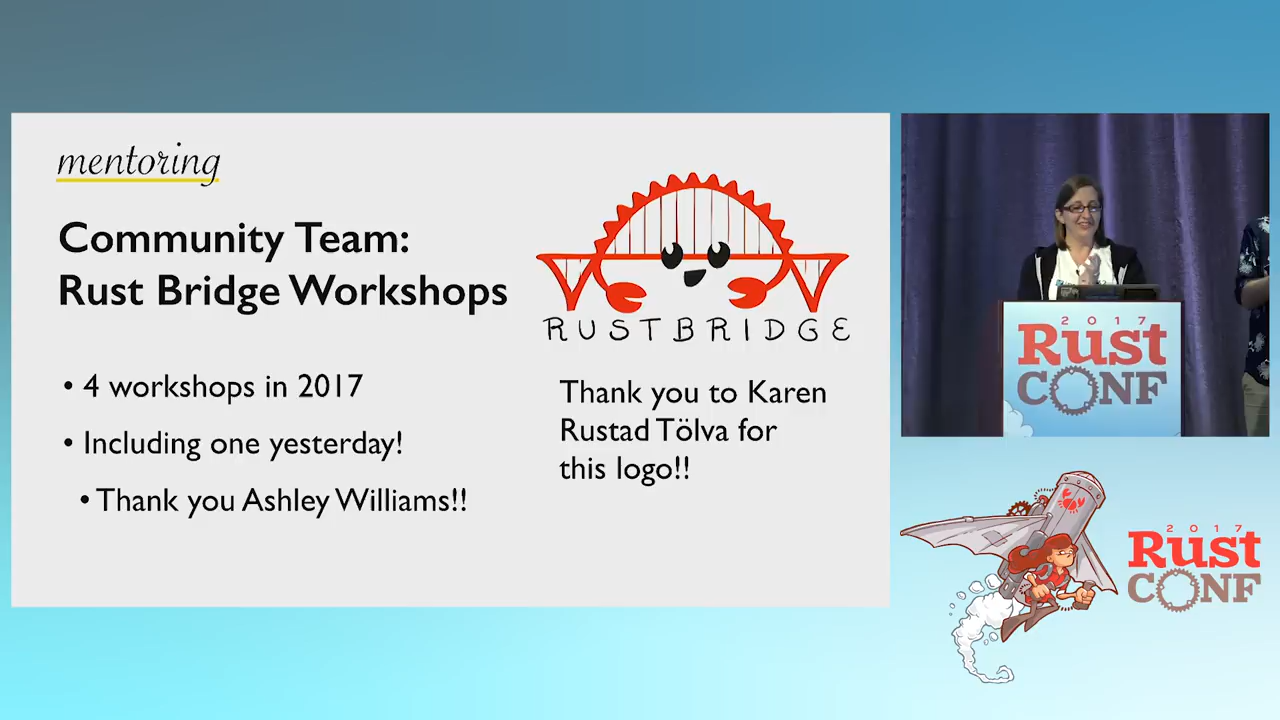 mentoring
Community Team:
Rust Bridge Workshops
• 4 workshops in 2017
• Including one yesterday!
• Thank you Ashley Williams!!
RUSTBRIDGE
Thank you to Karen
Rustad Tölva for
this logo!!
2017
Rust
CONF
2017
Rust
CONF